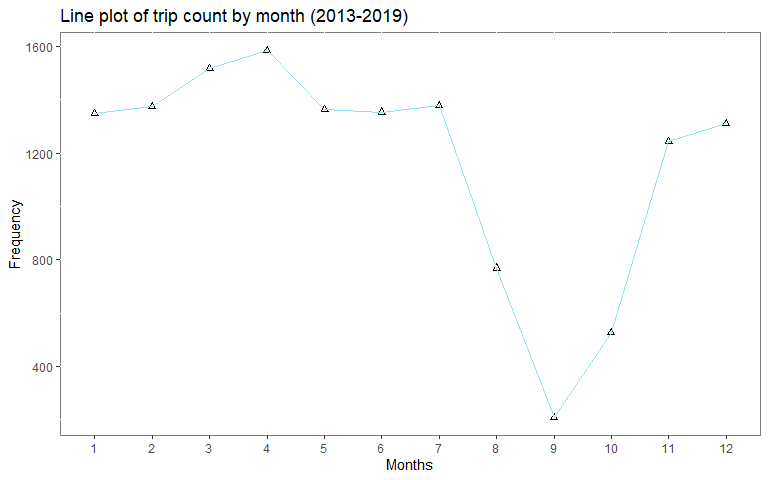 Line plot of trip count by month (2013-2019)
1600
1200
800
400
Frequency
1 2 3 4 5 6 7 8 9 10 11 12
Months